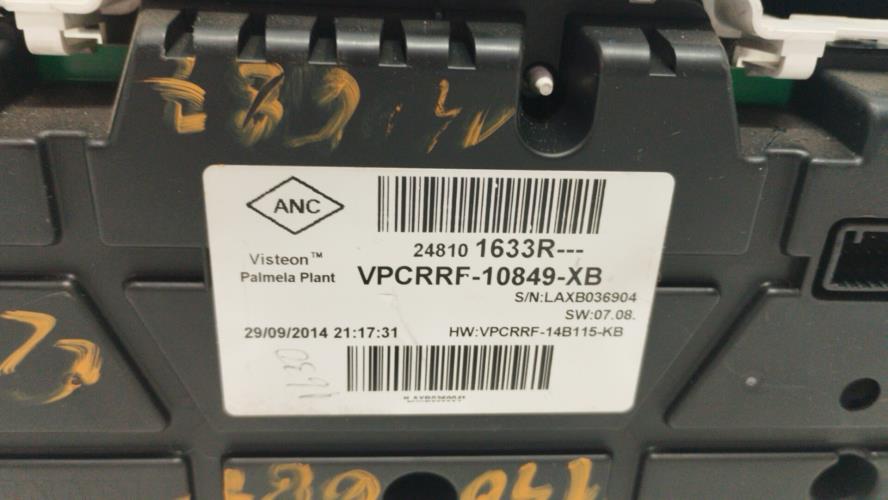 ANC
Visteon™
Palmela Plant
24810 1633R---
VPCRRF-10849-XB
S/N:LAXB036904
SW:07.08.
29/09/2014 21:17:31
HW:VPCRRF-14B115-KB
1630